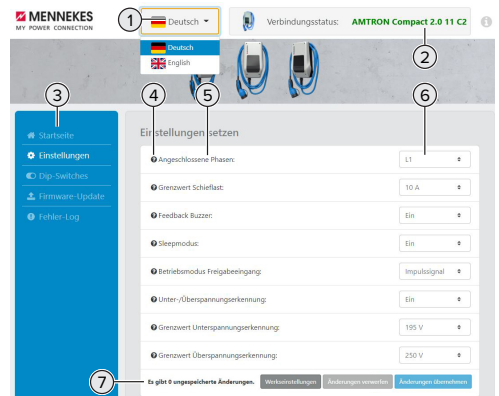 MENNEKES
MY POWER CONNECTION
1
Deutsch
Deutsch
English
Verbindungsstatus: AMTRON Compact 2.0 11 C2
2
3
4
5
6
Startseite
Einstellungen
Dip-Switches
Firmware-Update
Fehler-Log
Einstellungen setzen
Angeschlossene Phasen: L1
Grenzwert Schieflast: 10 A
Feedback Buzzer: Ein
Sleepmodus: Ein
Betriebsmodus Freigabeeingang: Impulssignal
Unter-/Überspannungserkennung: Ein
Grenzwert Unterspannungserkennung: 195 V
Grenzwert Überspannungserkennung: 250 V
7
Es gibt 0 ungespeicherte Änderungen. Werkseinstellungen Änderungen verwerfen Änderungen übernehmen